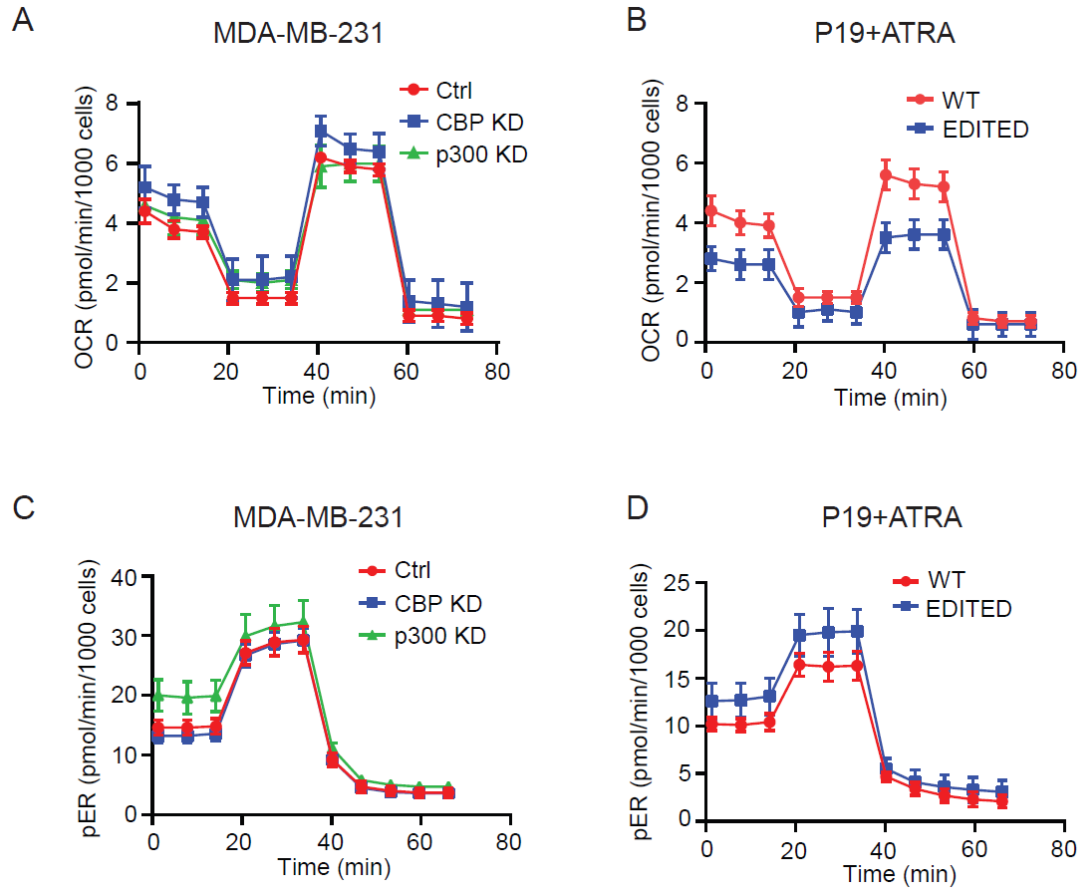 A
MDA-MB-231
Ctrl
CBP KD
p300 KD
OCR (pmol/min/1000 cells)
8
6
4
2
0
0 20 40 60 80
Time (min)
B
P19+ATRA
WT
EDITED
OCR (pmol/min/1000 cells)
8
6
4
2
0
0 20 40 60 80
Time (min)
C
MDA-MB-231
Ctrl
CBP KD
p300 KD
pER (pmol/min/1000 cells)
40
30
20
10
0
0 20 40 60 80
Time (min)
D
P19+ATRA
WT
EDITED
pER (pmol/min/1000 cells)
25
20
15
10
5
0
0 20 40 60 80
Time (min)